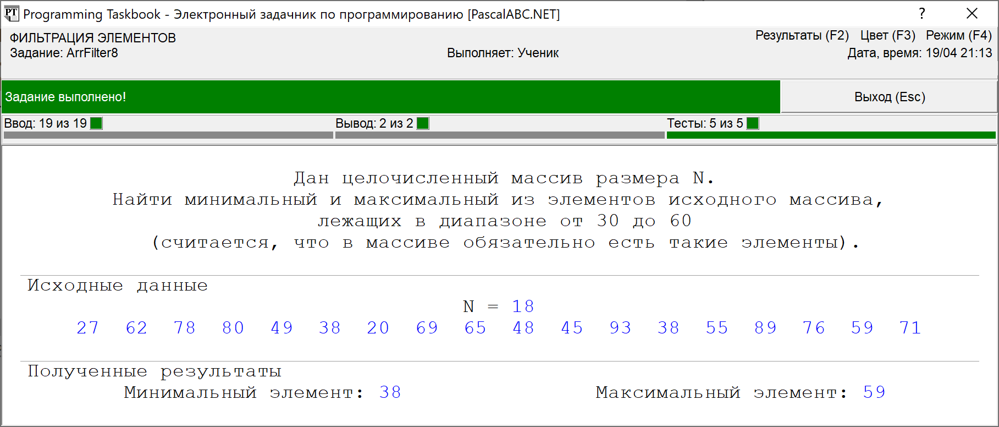 PT Programming Taskbook - Электронный задачник по программированию [PascalABC.NET] ?
ФИЛЬТРАЦИЯ ЭЛЕМЕНТОВ Результаты (F2) Цвет (F3) Режим (F4)
Задание: ArrFilter8 Выполняет: Ученик Дата, время: 19/04 21:13
Задание выполнено! Выход (Esc)
Ввод: 19 из 19 Вывод: 2 из 2 Тесты: 5 из 5
Дан целочисленный массив размера N.
Найти минимальный и максимальный из элементов исходного массива,
лежащих в диапазоне от 30 до 60
(считается, что в массиве обязательно есть такие элементы).
Исходные данные
N = 18
27 62 78 80 49 38 20 69 65 48 45 93 38 55 89 76 59 71
Полученные результаты
Минимальный элемент: 38 Максимальный элемент: 59